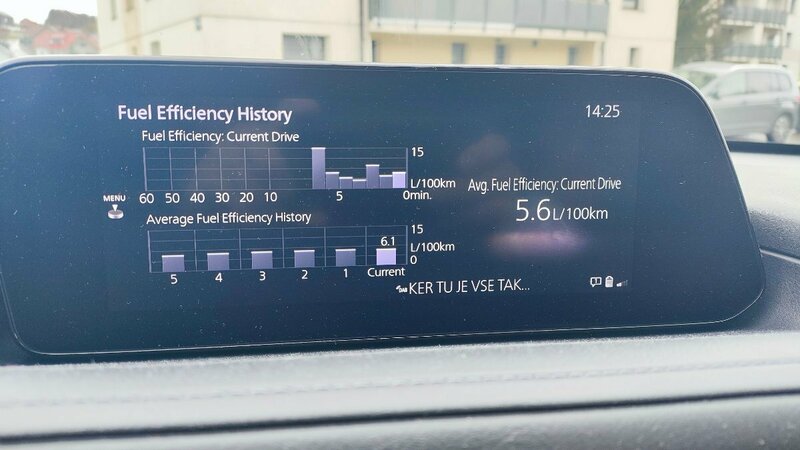 Fuel Efficiency History
14:25
Fuel Efficiency: Current Drive
15
L/100km
0min.
MENU
60 50 40 30 20 10 5
Avg. Fuel Efficiency: Current Drive
5.6 L/100km
Average Fuel Efficiency History
15
6.1
L/100km
0
5 4 3 2 1 Current
DAB KER TU JE VSE TAK...